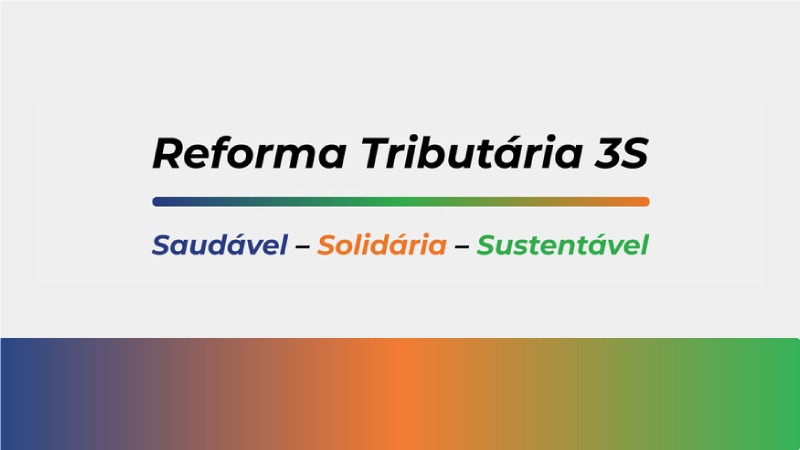 Reforma Tributária 3S
Saudável – Solidária – Sustentável